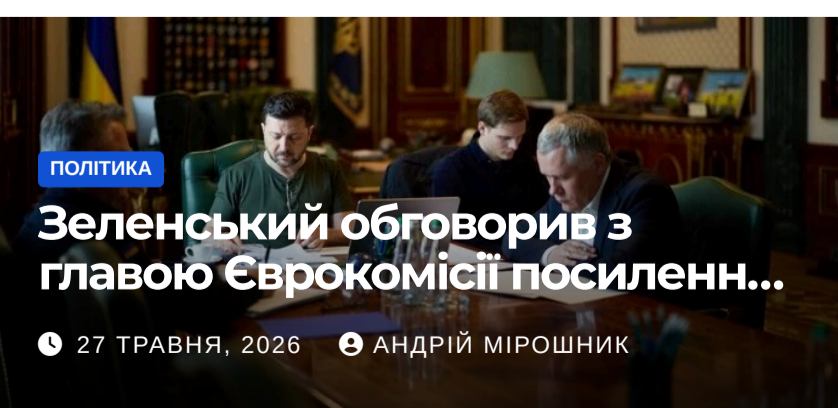 ПОЛІТИКА
Зеленський обговорив з
главою Єврокомісії посиленн...
27 ТРАВНЯ, 2026 АНДРІЙ МІРОШНИК